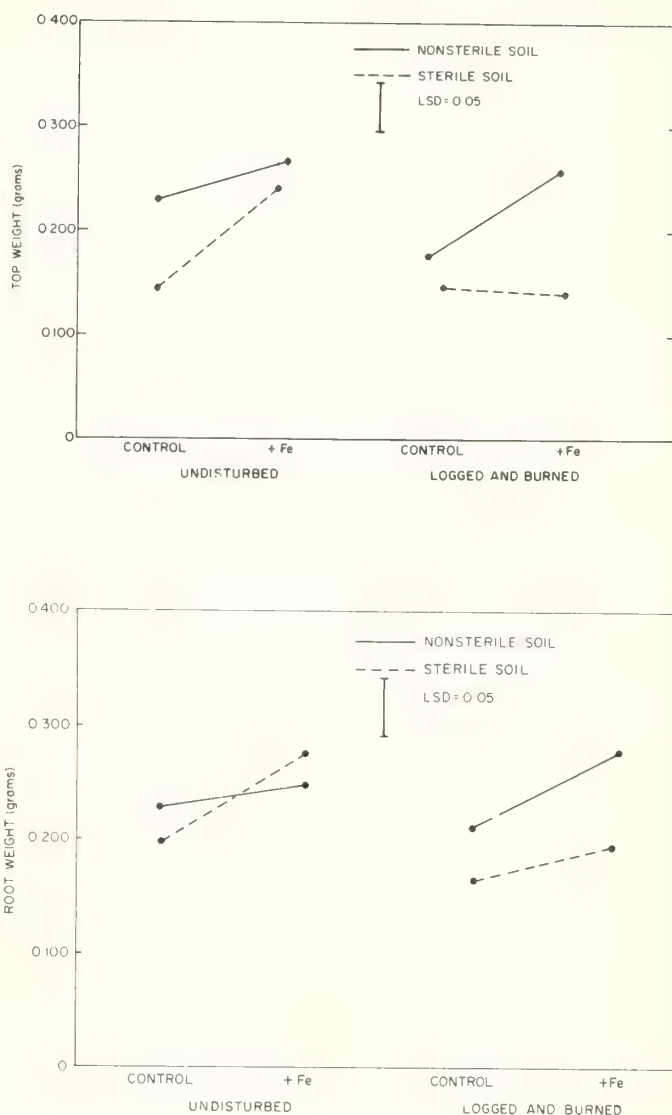 0 400
NONSTERILE SOIL
STERILE SOIL
LSD = 0 05
0 300
TOP WEIGHT (grams)
0 200
0 100
0
CONTROL + Fe CONTROL + Fe
UNDISTURBED LOGGED AND BURNED
0 400
NONSTERILE SOIL
STERILE SOIL
LSD = 0 05
0 300
ROOT WEIGHT (grams)
0 200
0 100
0
CONTROL + Fe CONTROL + Fe
UNDISTURBED LOGGED AND BURNED